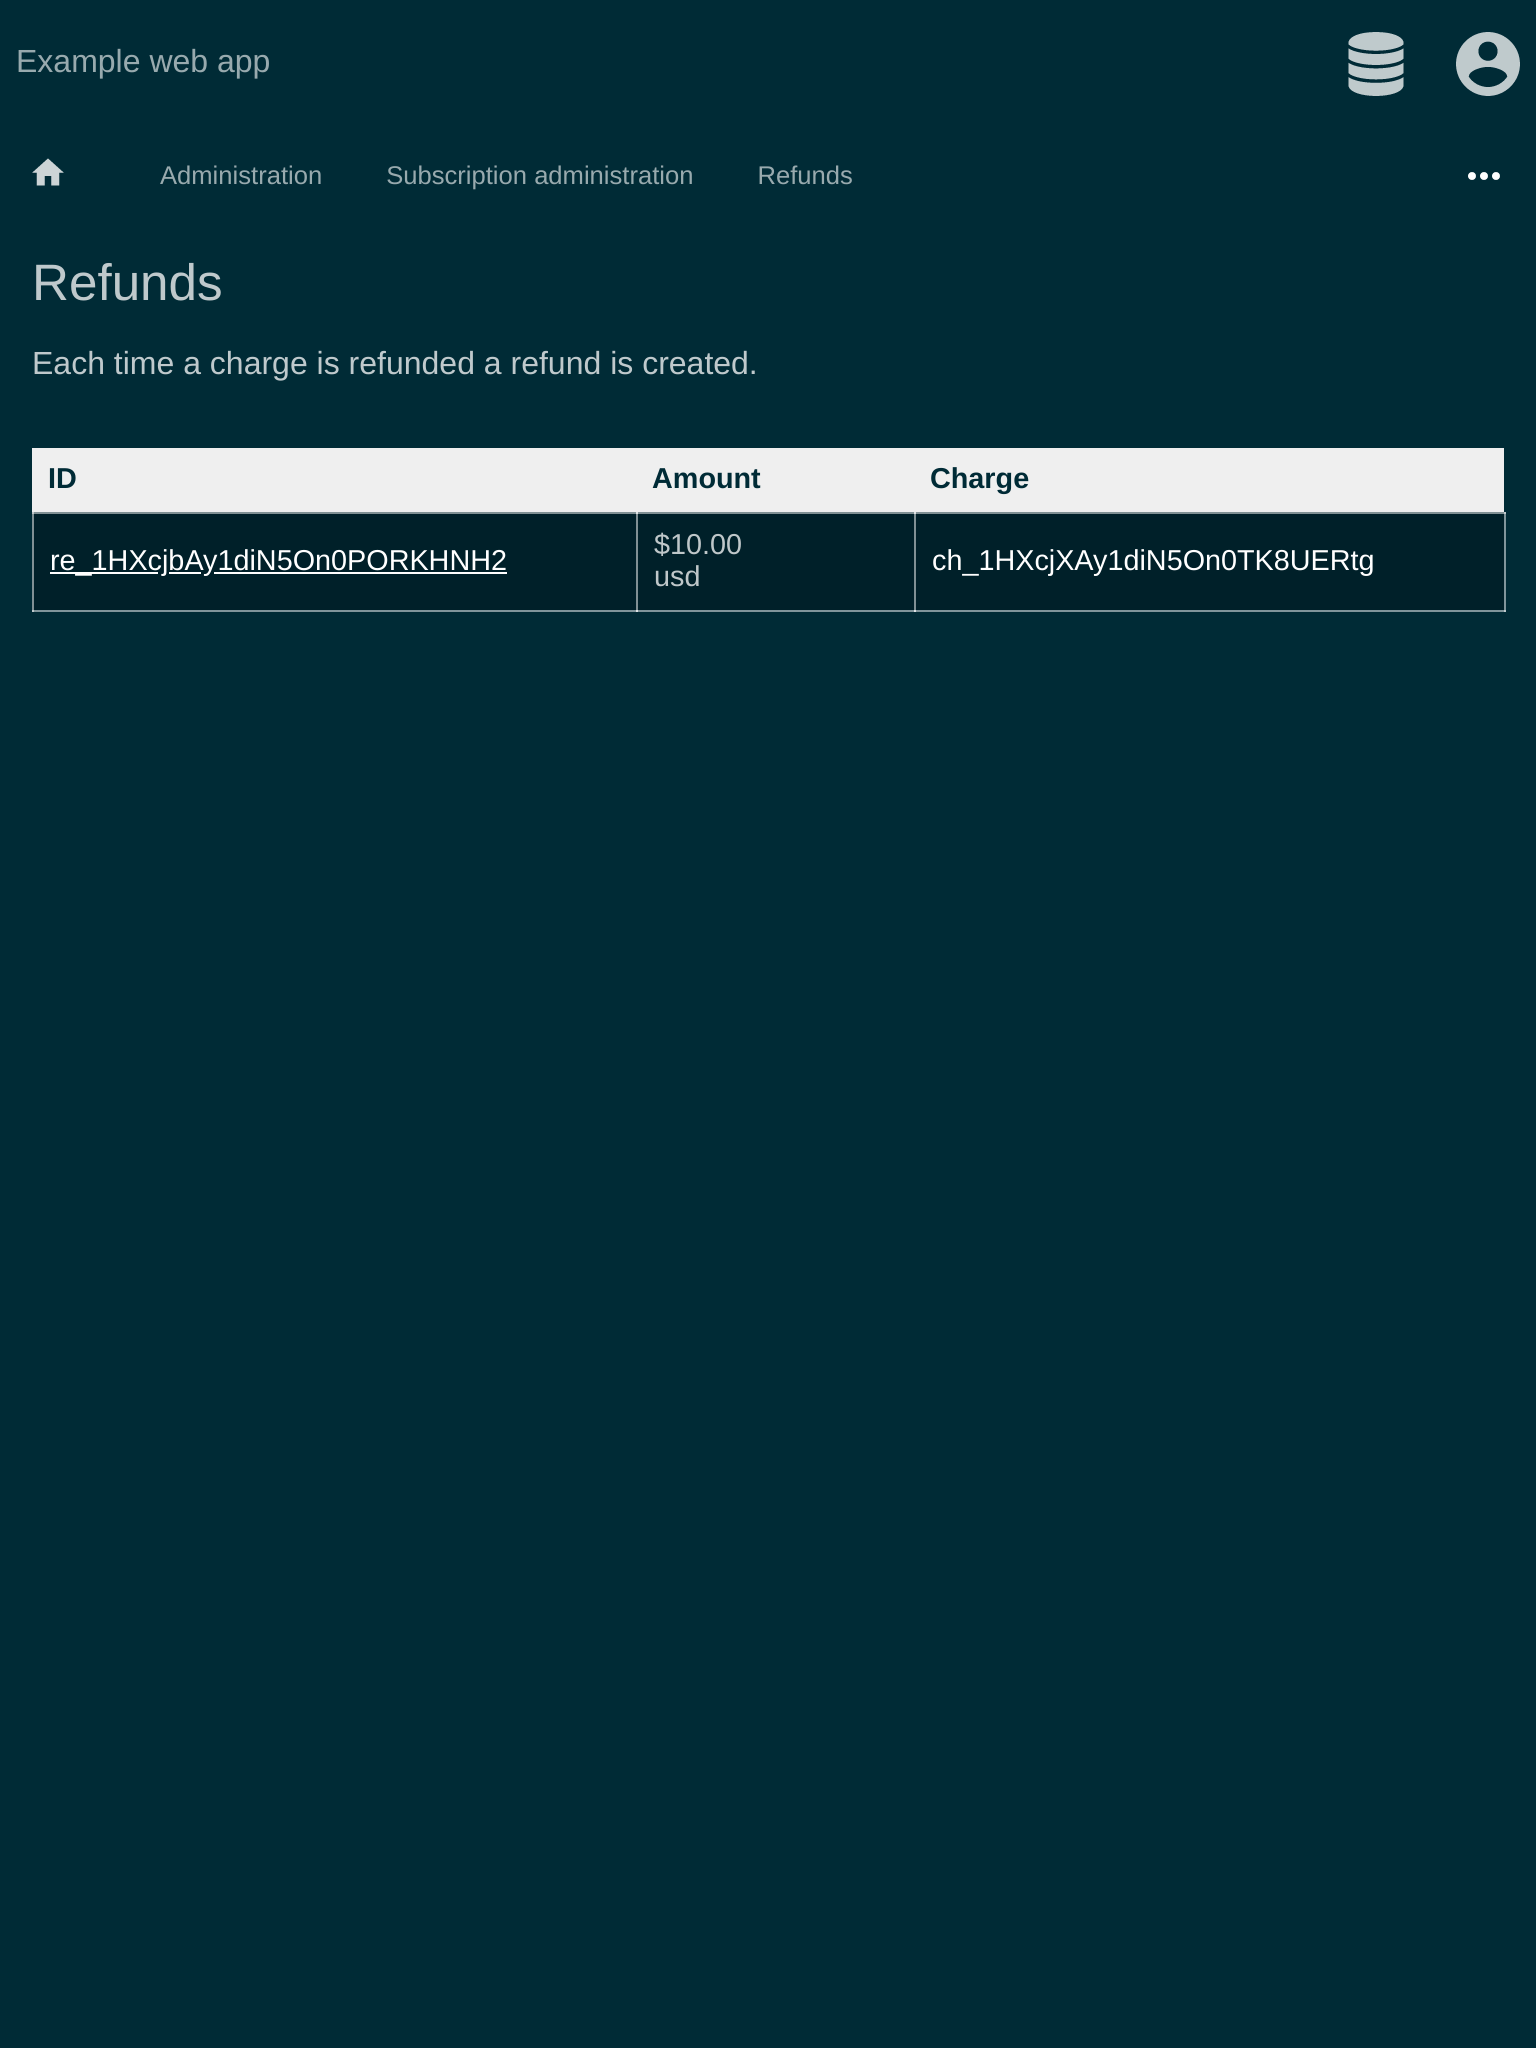 Example web app
Administration Subscription administration Refunds
Refunds
Each time a charge is refunded a refund is created.
ID Amount Charge
re_1HXcjbAy1diN5On0PORKHNH2 $10.00 usd ch_1HXcjXAy1diN5On0TK8UERtg